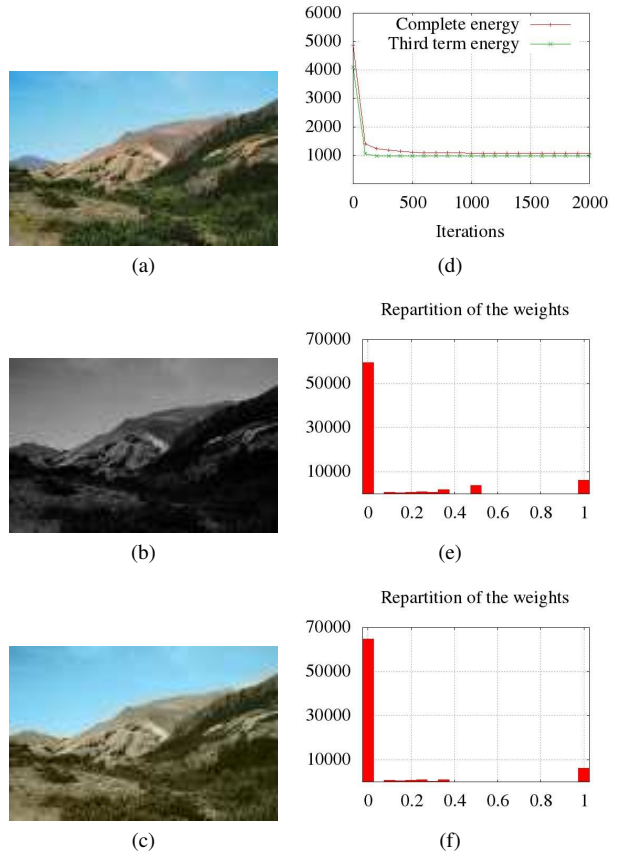 6000
5000
4000
3000
2000
1000
Complete energy
Third term energy
0 500 1000 1500 2000
Iterations
(a)
(d)
Repartition of the weights
70000
50000
30000
10000
0 0.2 0.4 0.6 0.8 1
(b)
(e)
Repartition of the weights
70000
50000
30000
10000
0 0.2 0.4 0.6 0.8 1
(c)
(f)